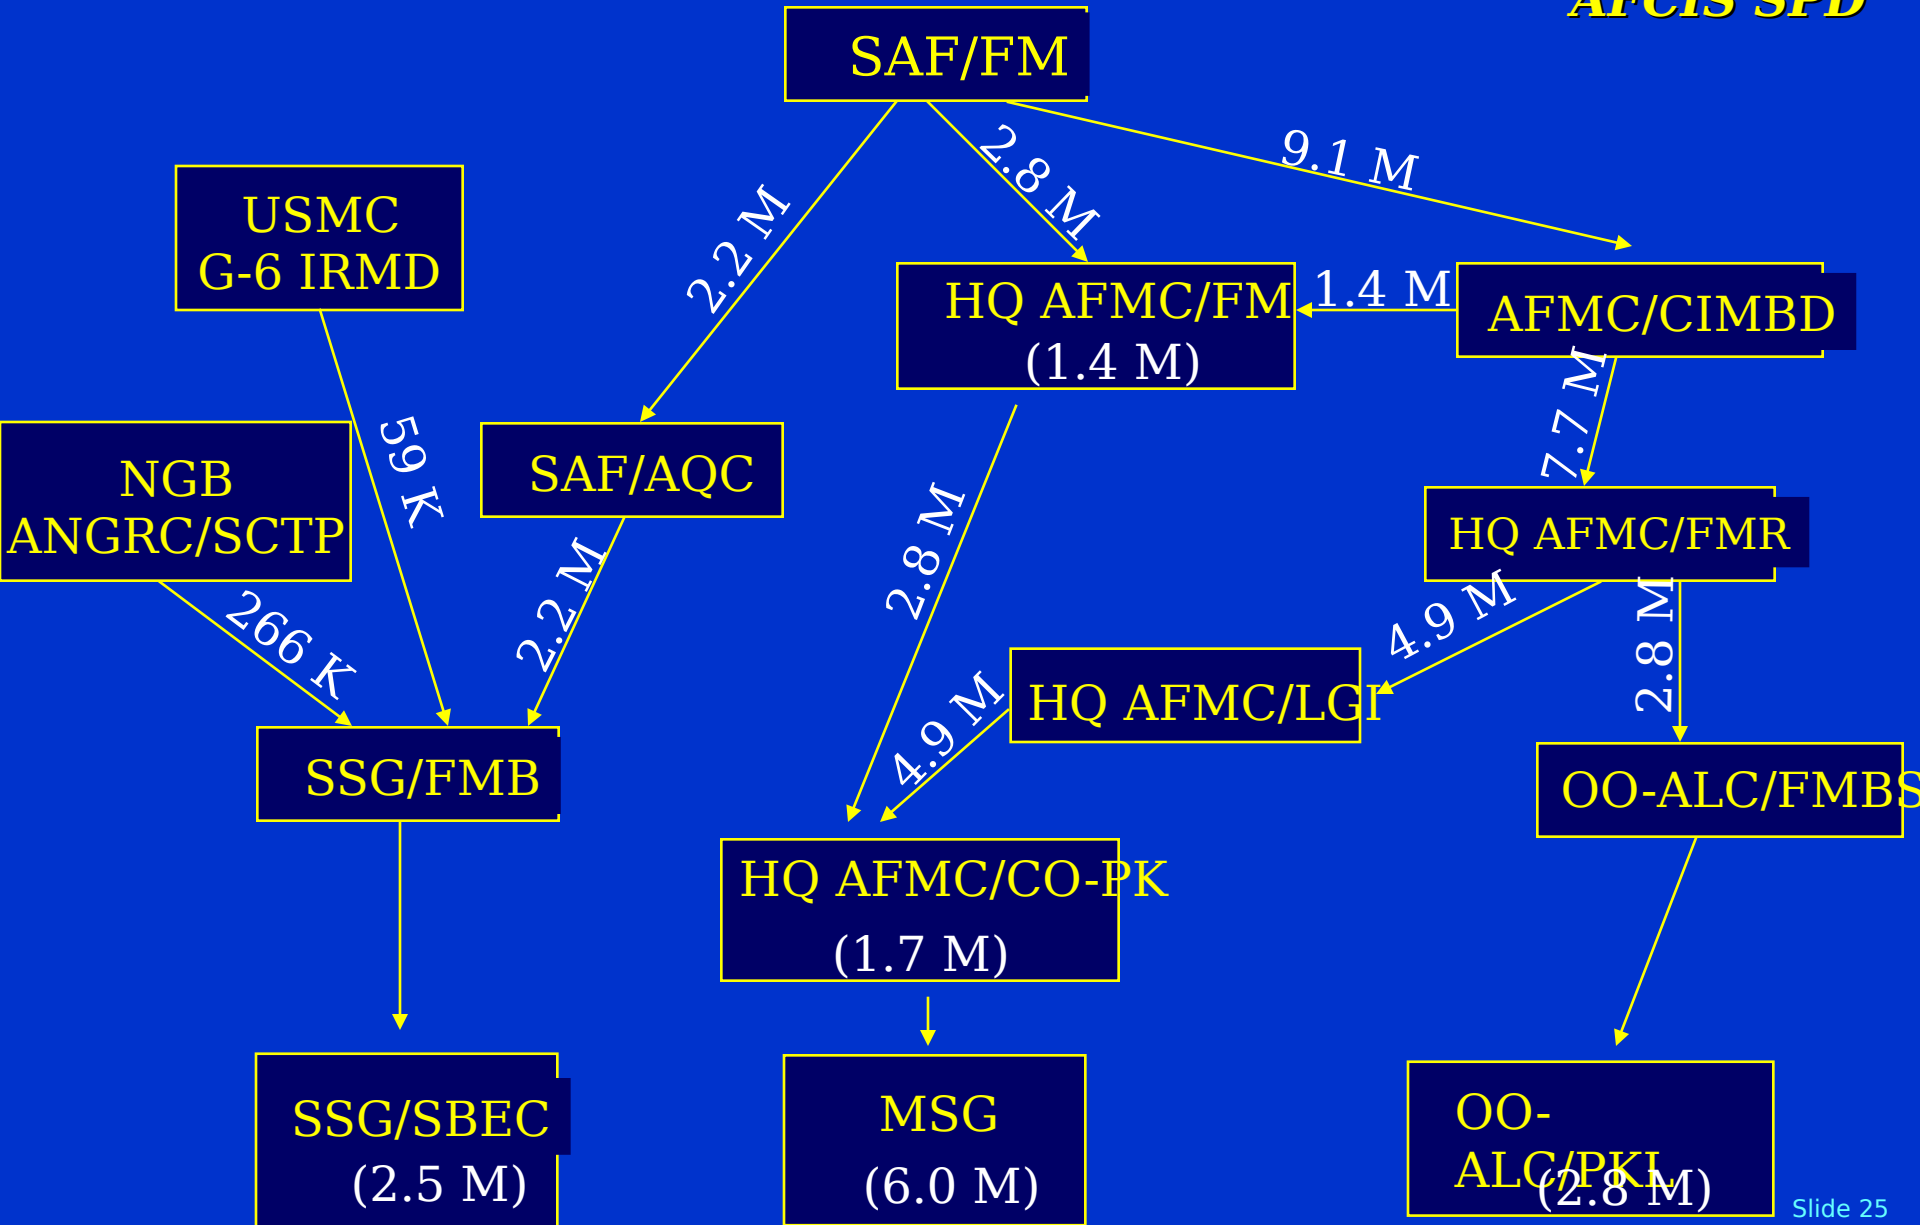 AFCIS SPD
SAF/FM
2.2 M
2.8 M
9.1 M
USMC
G-6 IRMD
HQ AFMC/FM
(1.4 M)
1.4 M
AFMC/CIMBD
7.7 M
59 K
NGB
ANGRC/SCTP
SAF/AQC
HQ AFMC/FMR
266 K
2.2 M
2.8 M
4.9 M
2.8 M
HQ AFMC/LGI
4.9 M
SSG/FMB
OO-ALC/FMBS
HQ AFMC/CO-PK
(1.7 M)
SSG/SBEC
(2.5 M)
MSG
(6.0 M)
OO-
ALC/PKL
(2.8 M)
Slide 25